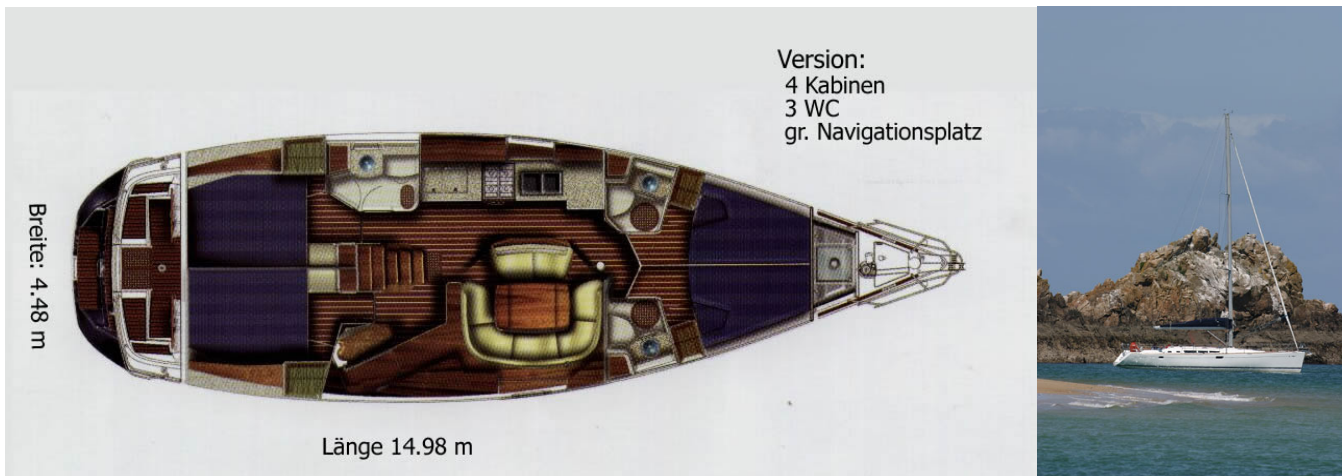 Version:
4 Kabinen
3 WC
gr. Navigationsplatz
Breite: 4.48 m
Länge 14.98 m